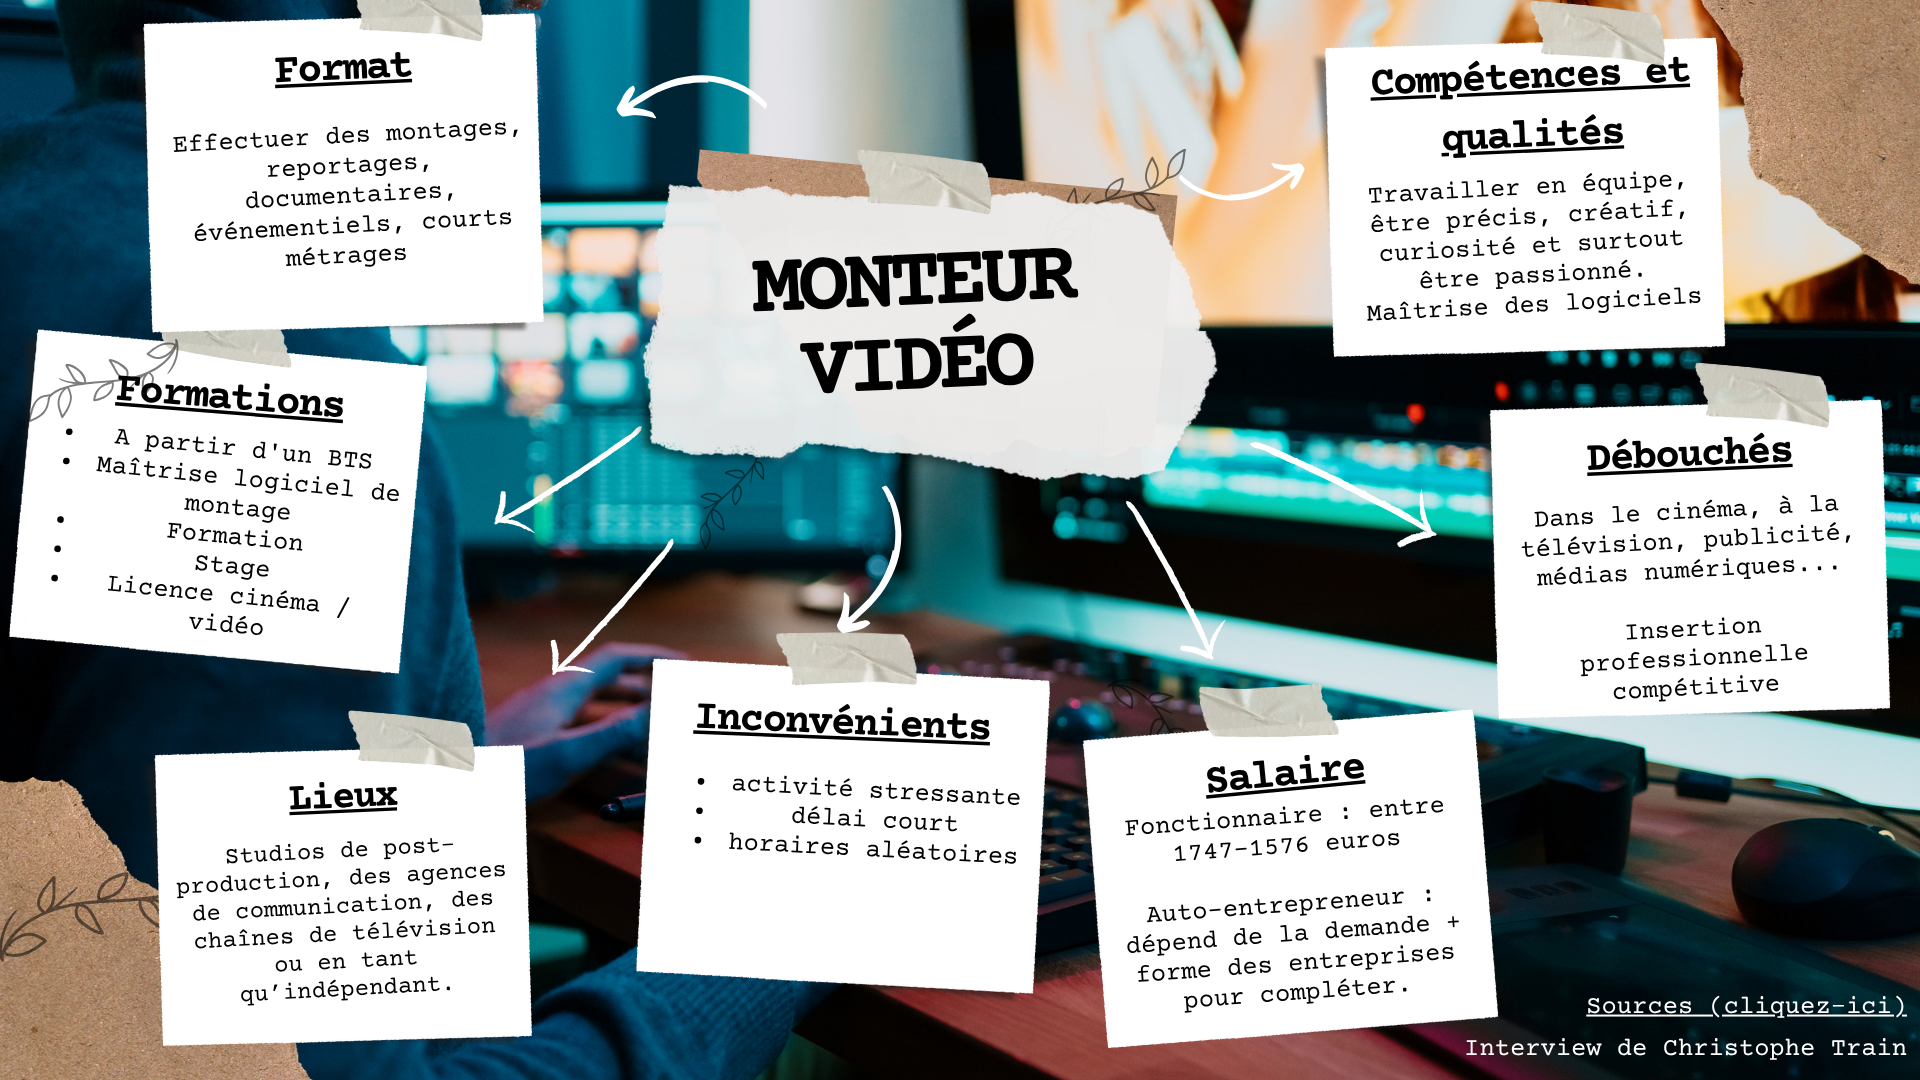 MONTEUR
VIDÉO
Format
Effectuer des montages,
reportages,
documentaires,
événementiels, courts
métrages
Compétences et
qualités
Travailler en équipe,
être précis, créatif,
curiosité et surtout
être passionné.
Maîtrise des logiciels
Formations
• A partir d'un BTS
• Maîtrise logiciel de
montage
• Formation
• Stage
• Licence cinéma /
vidéo
Débouchés
Dans le cinéma, à la
télévision, publicité,
médias numériques...
Insertion
professionnelle
compétitive
Lieux
Studios de post-
production, des agences
de communication, des
chaînes de télévision
ou en tant
qu’indépendant.
Inconvénients
• activité stressante
• délai court
• horaires aléatoires
Salaire
Fonctionnaire : entre
1747-1576 euros
Auto-entrepreneur :
dépend de la demande +
forme des entreprises
pour compléter.
Sources (cliquez-ici)
Interview de Christophe Train